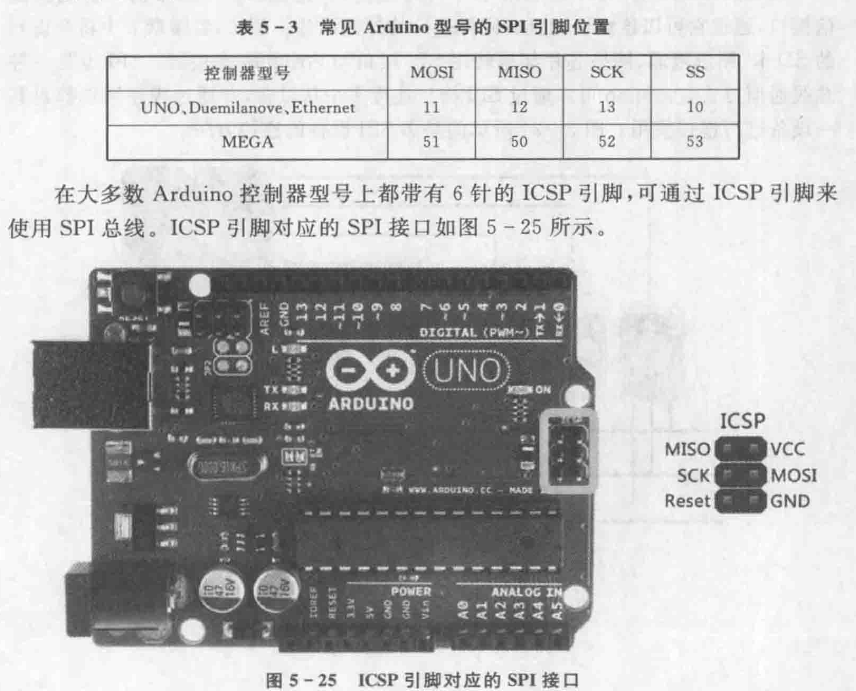 表 5-3 常见 Arduino 型号的 SPI 引脚位置
控制器型号 MOSI MISO SCK SS
UNO,Duemilanove,Ethernet 11 12 13 10
MEGA 51 50 52 53
在大多数 Arduino 控制器型号上都带有 6 针的 ICSP 引脚,可通过 ICSP 引脚来
使用 SPI 总线。ICSP 引脚对应的 SPI 接口如图 5-25 所示。
RESET
AREF
GND
13
12
~11
~10
~9
8
7
~6
~5
4
~3
2
TX→1
RX←0
DIGITAL (PWM~)
L
TX
RX
ARDUINO
UNO
ON
ICSP
WWW.ARDUINO.CC - MADE
ICSP
MISO VCC
SCK MOSI
Reset GND
47
16V
47
16V
IOREF
RESET
5V
GND
GND
Vin
POWER
ANALOG IN
A0
A1
A2
A3
A4
A5
图 5-25 ICSP 引脚对应的 SPI 接口